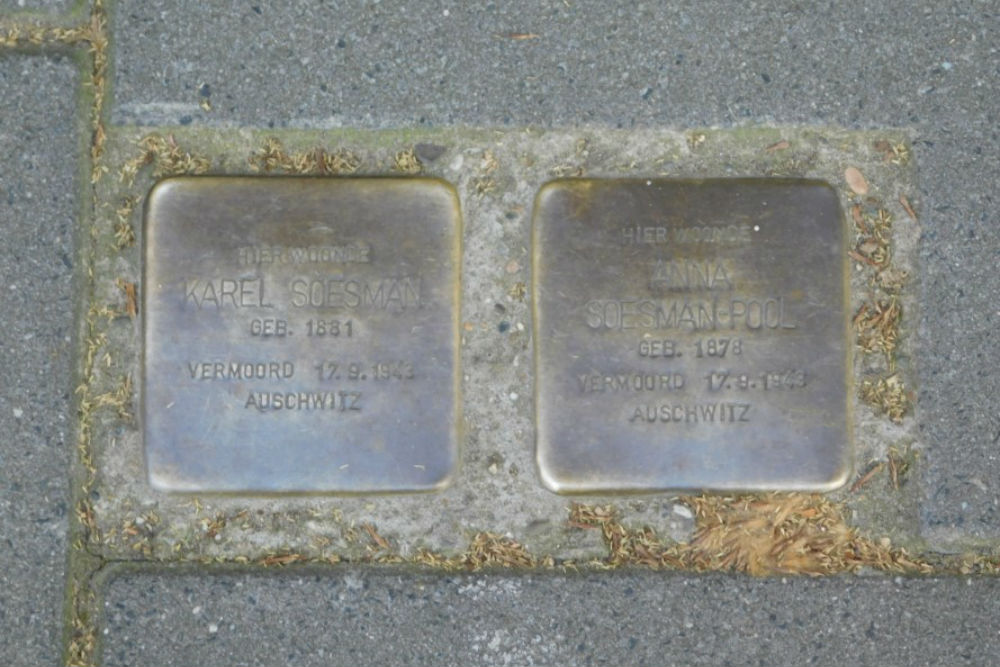 HIER WOONDE
KAREL SOESMAN
GEB. 1881
VERMOORD 17.9.1943
AUSCHWITZ
HIER WOONDE
ANNA
SOESMAN-POOL
GEB. 1878
VERMOORD 17.9.1943
AUSCHWITZ